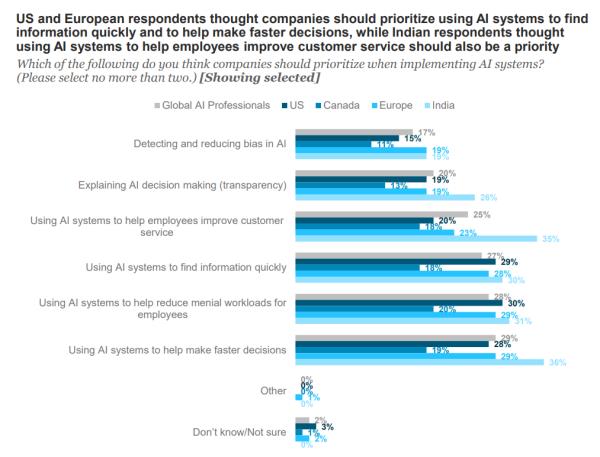 US and European respondents thought companies should prioritize using AI systems to find
information quickly and to help make faster decisions, while Indian respondents thought
using AI systems to help employees improve customer service should also be a priority
Which of the following do you think companies should prioritize when implementing AI systems?
(Please select no more than two.) [Showing selected]
Global AI Professionals US Canada Europe India
Detecting and reducing bias in AI
17%
15%
11%
19%
19%
Explaining AI decision making (transparency)
20%
19%
13%
19%
26%
Using AI systems to help employees improve customer
service
25%
20%
18%
23%
35%
Using AI systems to find information quickly
27%
29%
18%
28%
30%
Using AI systems to help reduce menial workloads for
employees
28%
30%
20%
29%
31%
Using AI systems to help make faster decisions
29%
28%
19%
29%
36%
Other
0%
0%
0%
1%
0%
Don't know/Not sure
2%
3%
1%
2%
0%